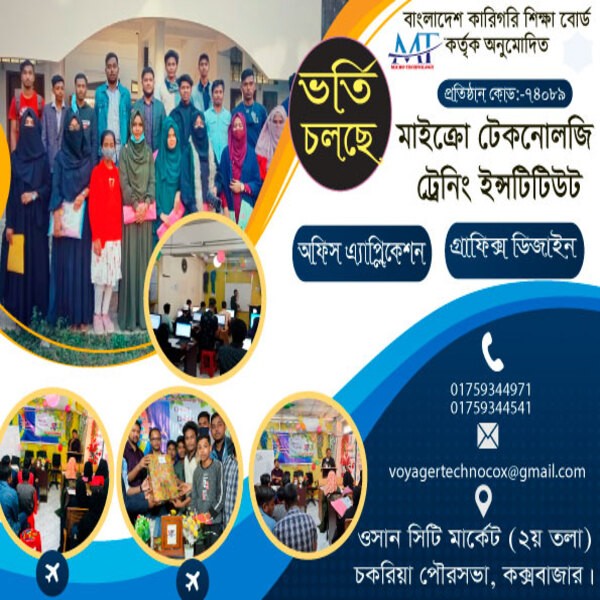 বাংলাদেশ কারিগরি শিক্ষা বোর্ড
কর্তৃক অনুমোদিত
MT
ভর্তি
চলছে
প্রতিষ্ঠান কোড:-৭৪০৮৯
মাইক্রো টেকনোলজি
ট্রেনিং ইন্সটিটিউট
অফিস এ্যাপ্লিকেশন
গ্রাফিক্স ডিজাইন
01759344971
01759344541
voyagertechnocox@gmail.com
ওসান সিটি মার্কেট (২য় তলা)
চকরিয়া পৌরসভা, কক্সবাজার।